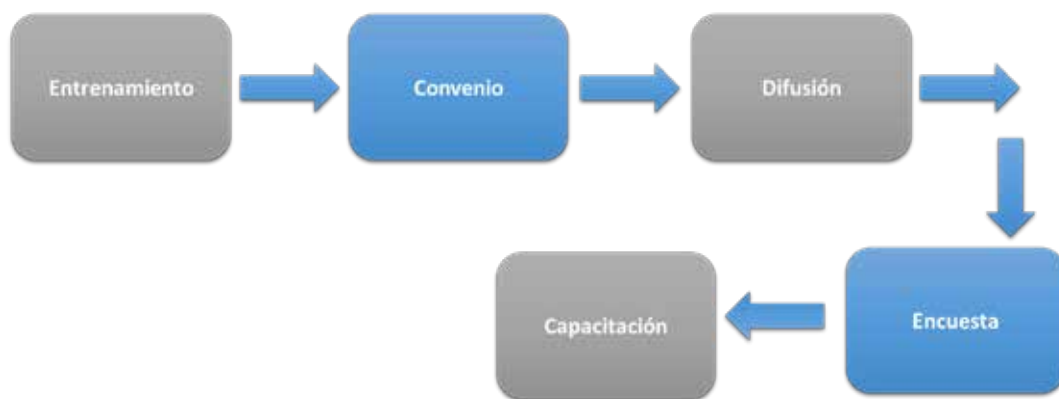 Entrenamiento
Convenio
Difusión
Encuesta
Capacitación